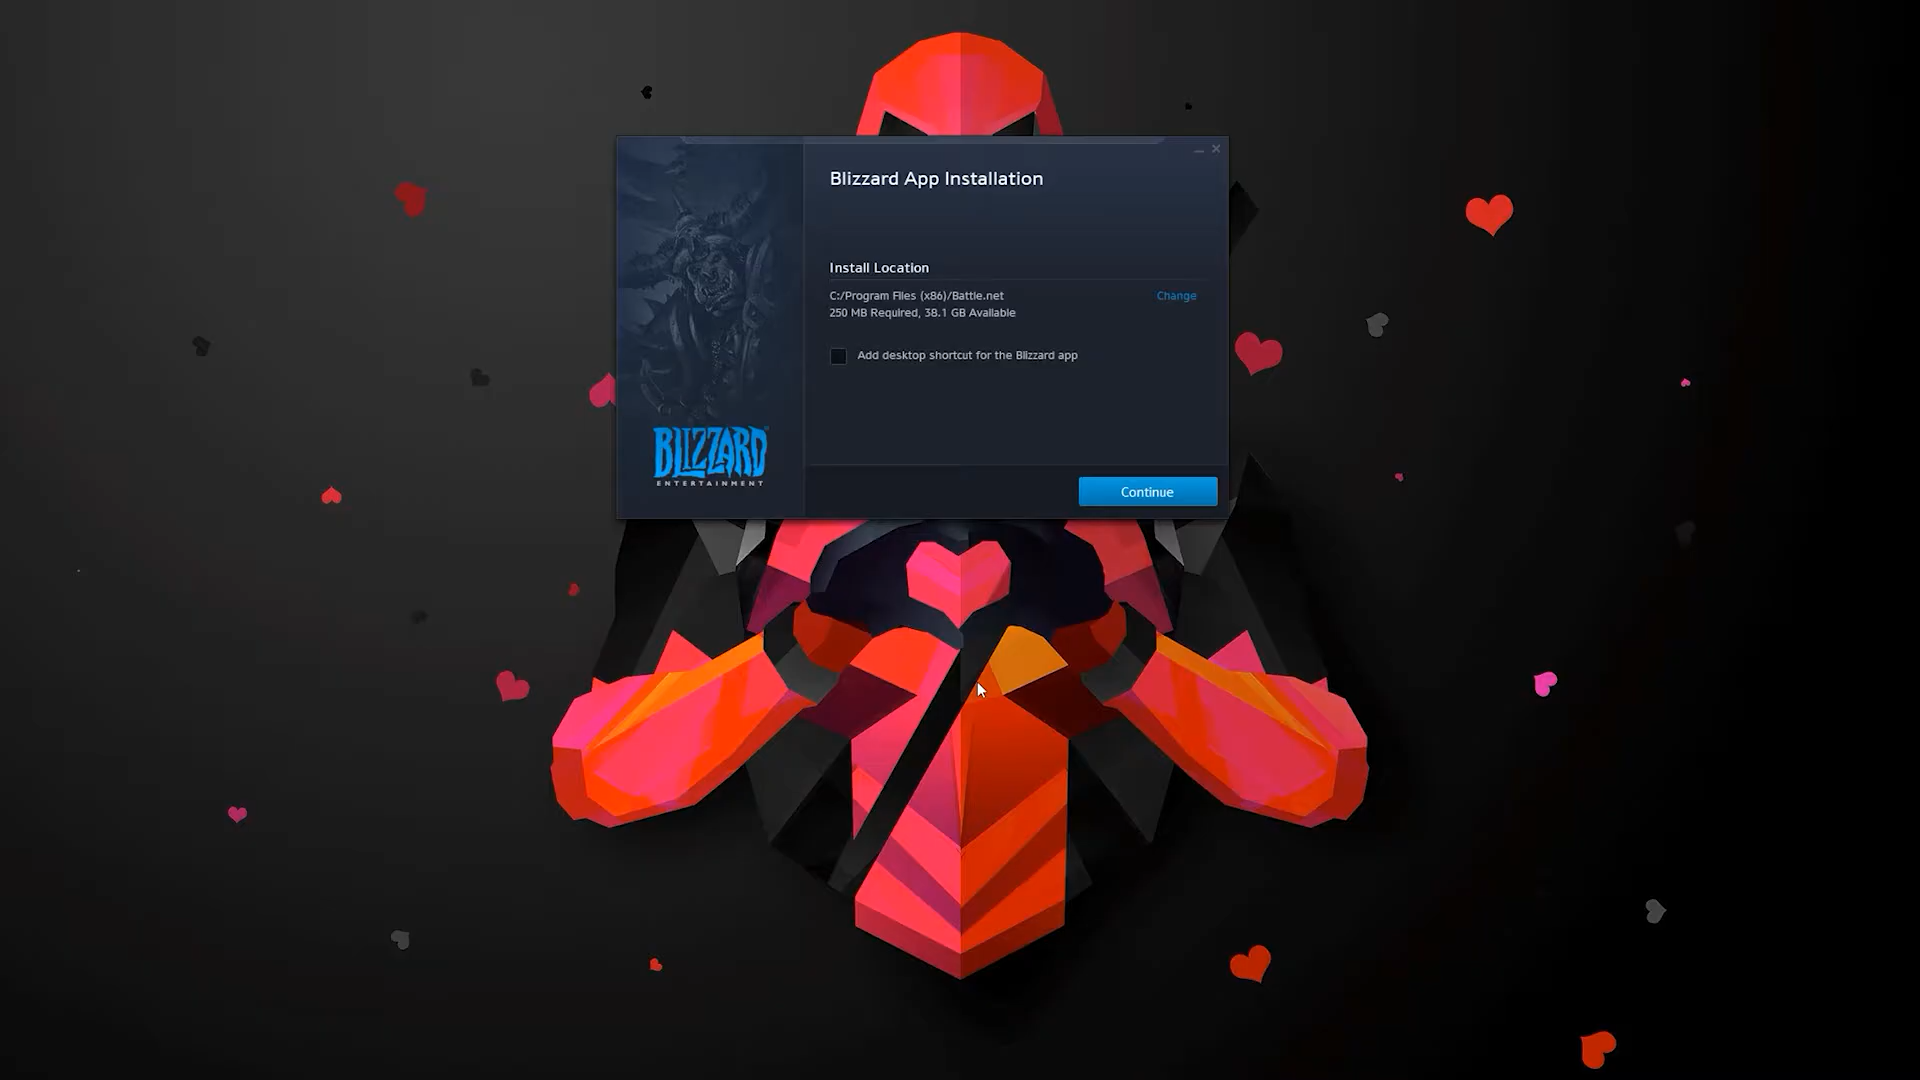 Blizzard App Installation
Install Location
C:/Program Files (x86)/Battle.net
Change
250 MB Required, 38.1 GB Available
Add desktop shortcut for the Blizzard app
BLIZZARD
ENTERTAINMENT
Continue